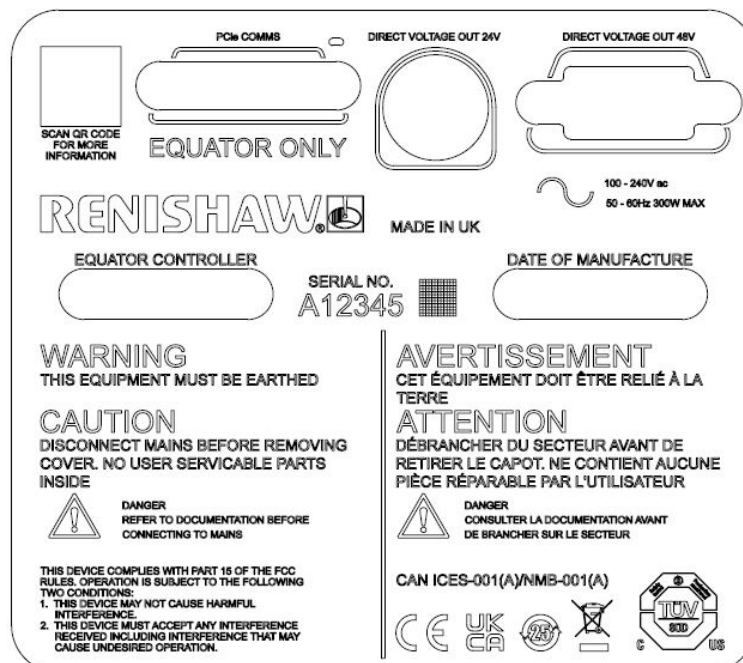 PCIe COMMS
DIRECT VOLTAGE OUT 24V
DIRECT VOLTAGE OUT 48V
SCAN QR CODE
FOR MORE
INFORMATION
EQUATOR ONLY
100 - 240V ac
50 - 60Hz 300W MAX
RENISHAW®
MADE IN UK
EQUATOR CONTROLLER
SERIAL NO.
A12345
DATE OF MANUFACTURE
WARNING
THIS EQUIPMENT MUST BE EARTHED
CAUTION
DISCONNECT MAINS BEFORE REMOVING
COVER. NO USER SERVICABLE PARTS
INSIDE
DANGER
REFER TO DOCUMENTATION BEFORE
CONNECTING TO MAINS
THIS DEVICE COMPLIES WITH PART 15 OF THE FCC
RULES. OPERATION IS SUBJECT TO THE FOLLOWING
TWO CONDITIONS:
1. THIS DEVICE MAY NOT CAUSE HARMFUL
INTERFERENCE.
2. THIS DEVICE MUST ACCEPT ANY INTERFERENCE
RECEIVED INCLUDING INTERFERENCE THAT MAY
CAUSE UNDESIRED OPERATION.
AVERTISSEMENT
CET ÉQUIPEMENT DOIT ÊTRE RELIÉ À LA
TERRE
ATTENTION
DÉBRANCHER DU SECTEUR AVANT DE
RETIRER LE CAPOT. NE CONTIENT AUCUNE
PIÈCE RÉPARABLE PAR L'UTILISATEUR
DANGER
CONSULTER LA DOCUMENTATION AVANT
DE BRANCHER SUR LE SECTEUR
CAN ICES-001(A)/NMB-001(A)
CE
UK
CA
25
TÜV
SÜD
C
US